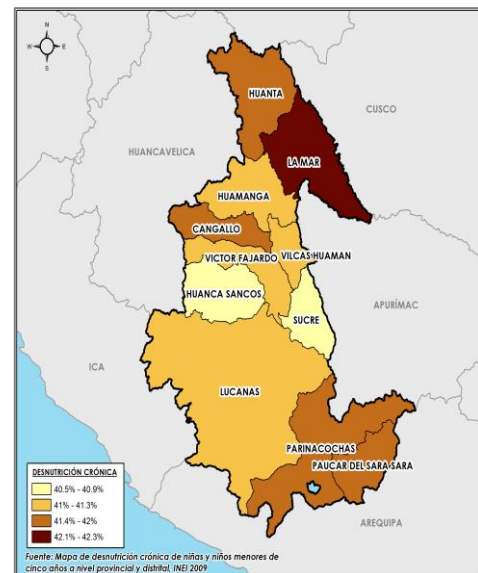 N
W E
S
HUANTA
CUSCO
HUANCAVELICA
LA MAR
HUAMANGA
CANGALLO
VICTOR FAJARDO
VILCAS HUAMAN
HUANCA SANCOS
APURÍMAC
SUCRE
ICA
LUCANAS
PARINACOCHAS
PAUCAR DEL SARA SARA
AREQUIPA
DESNUTRICIÓN CRÓNICA
40.5% - 40.9%
41% - 41.3%
41.4% - 42%
42.1% - 42.3%
Fuente: Mapa de desnutrición crónica de niñas y niños menores de
cinco años a nivel provincial y distrital, INEI 2009